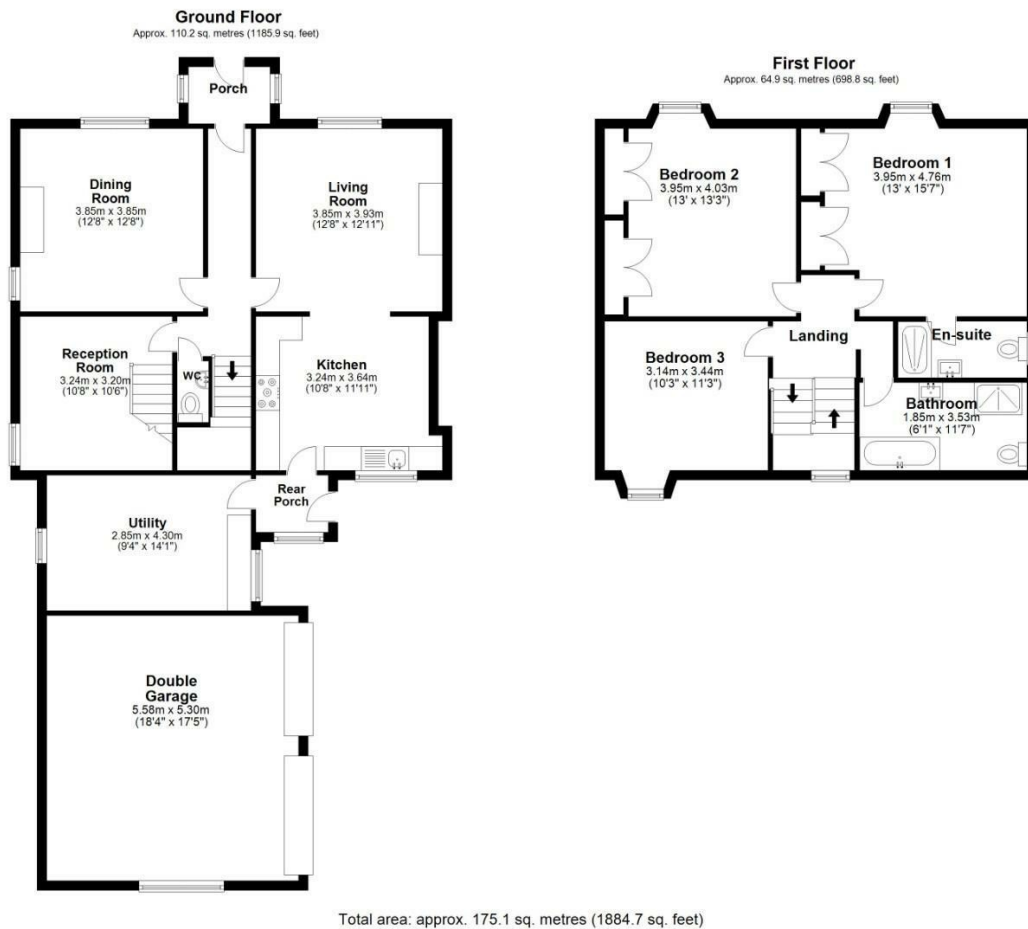 Ground Floor
Approx. 110.2 sq. metres (1185.9 sq. feet)
Porch
Dining
Room
3.85m x 3.85m
(12'8" x 12'8")
Living
Room
3.85m x 3.93m
(12'8" x 12'11")
Reception
Room
3.24m x 3.20m
(10'8" x 10'6")
WC
Kitchen
3.24m x 3.64m
(10'8" x 11'11")
Rear
Porch
Utility
2.85m x 4.30m
(9'4" x 14'1")
Double
Garage
5.58m x 5.30m
(18'4" x 17'5")
First Floor
Approx. 64.9 sq. metres (698.8 sq. feet)
Bedroom 2
3.95m x 4.03m
(13' x 13'3")
Bedroom 1
3.95m x 4.76m
(13' x 15'7")
Landing
En-suite
Bedroom 3
3.14m x 3.44m
(10'3" x 11'3")
Bathroom
1.85m x 3.53m
(6'1" x 11'7")
Total area: approx. 175.1 sq. metres (1884.7 sq. feet)